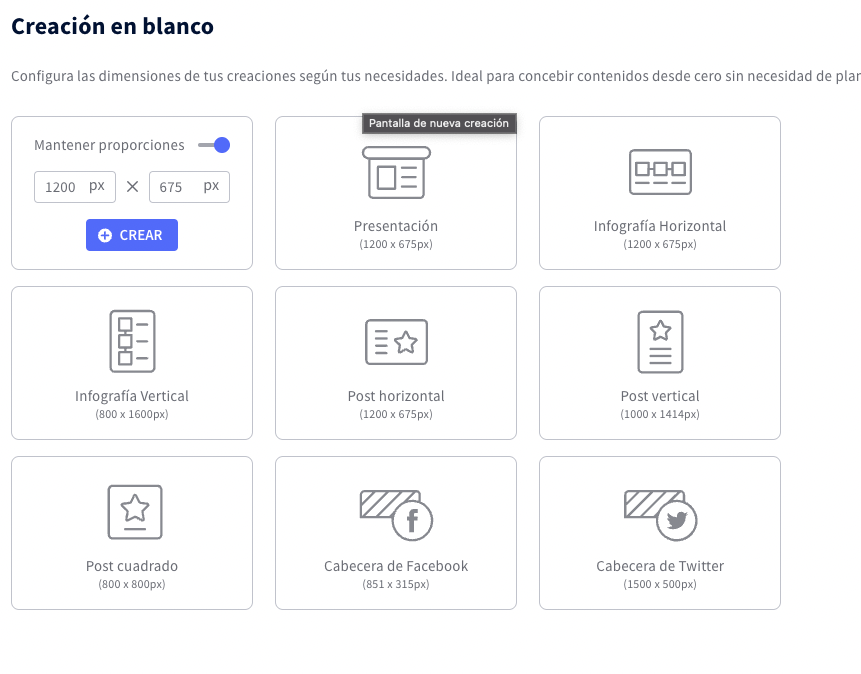 Creación en blanco
Configura las dimensiones de tus creaciones según tus necesidades. Ideal para concebir contenidos desde cero sin necesidad de
Pantalla de nueva creación
Mantener proporciones
1200 px × 675 px
CREAR
Presentación
(1200 x 675px)
Infografía Horizontal
(1200 x 675px)
Infografía Vertical
(800 x 1600px)
Post horizontal
(1200 x 675px)
Post vertical
(1000 x 1414px)
Post cuadrado
(800 x 800px)
Cabecera de Facebook
(851 x 315px)
Cabecera de Twitter
(1500 x 500px)